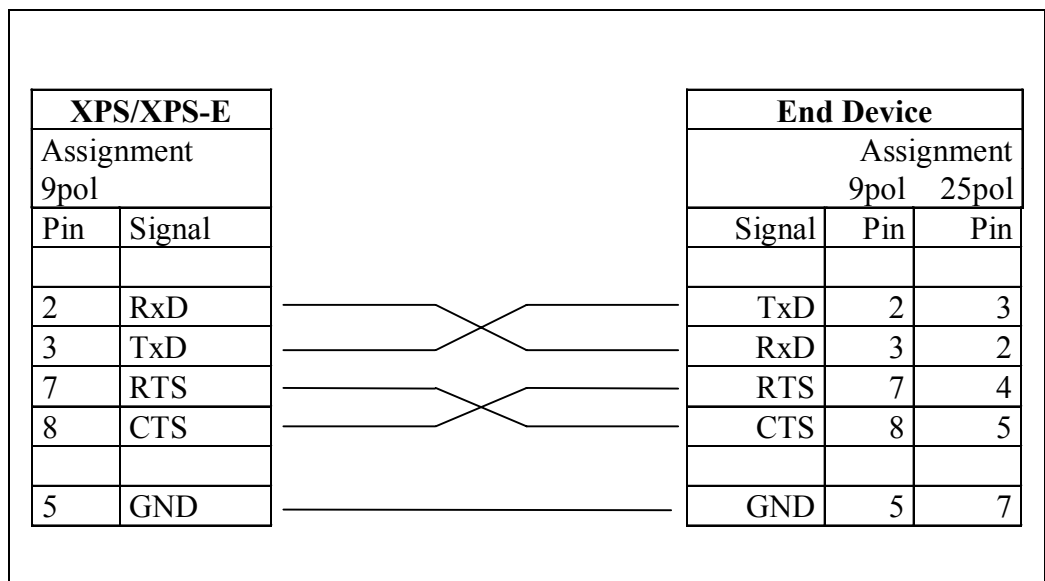 XPS/XPS-E End Device
Assignment Assignment
9pol 9pol 25pol
Pin Signal Signal Pin Pin
2 RxD TxD 2 3
3 TxD RxD 3 2
7 RTS RTS 7 4
8 CTS CTS 8 5
5 GND GND 5 7